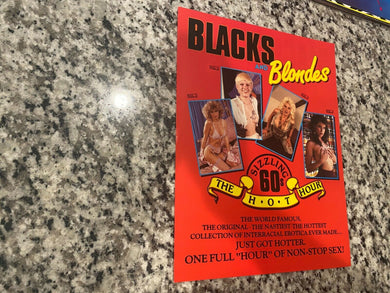 BLACKS
AND
Blondes
SIZZLING
60's
THE HOT HOUR
THE WORLD FAMOUS,
THE ORIGINAL THE NASTIEST THE HOTTEST
COLLECTION OF INTERRACIAL EROTICA EVER MADE...
JUST GOT HOTTER.
ONE FULL "HOUR" OF NON-STOP SEX!